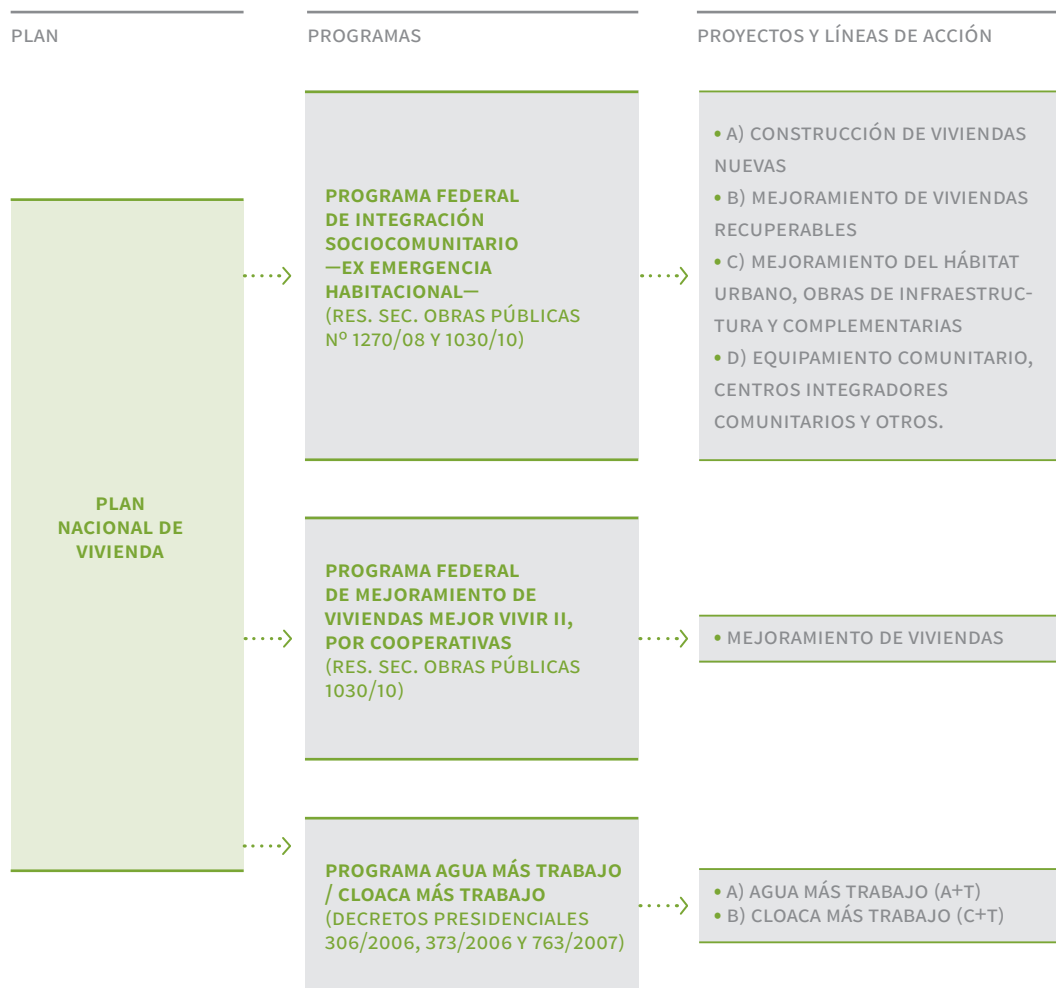 PLAN
PROGRAMAS
PROYECTOS Y LÍNEAS DE ACCIÓN
PLAN
NACIONAL DE
VIVIENDA
PROGRAMA FEDERAL
DE INTEGRACIÓN
SOCIOCOMUNITARIO
—EX EMERGENCIA
HABITACIONAL—
(RES. SEC. OBRAS PÚBLICAS
Nº 1270/08 Y 1030/10)
• A) CONSTRUCCIÓN DE VIVIENDAS
NUEVAS
• B) MEJORAMIENTO DE VIVIENDAS
RECUPERABLES
• C) MEJORAMIENTO DEL HÁBITAT
URBANO, OBRAS DE INFRAESTRUC-
TURA Y COMPLEMENTARIAS
• D) EQUIPAMIENTO COMUNITARIO,
CENTROS INTEGRADORES
COMUNITARIOS Y OTROS.
PROGRAMA FEDERAL
DE MEJORAMIENTO DE
VIVIENDAS MEJOR VIVIR II,
POR COOPERATIVAS
(RES. SEC. OBRAS PÚBLICAS
1030/10)
• MEJORAMIENTO DE VIVIENDAS
PROGRAMA AGUA MÁS TRABAJO
/ CLOACA MÁS TRABAJO
(DECRETOS PRESIDENCIALES
306/2006, 373/2006 Y 763/2007)
• A) AGUA MÁS TRABAJO (A+T)
• B) CLOACA MÁS TRABAJO (C+T)